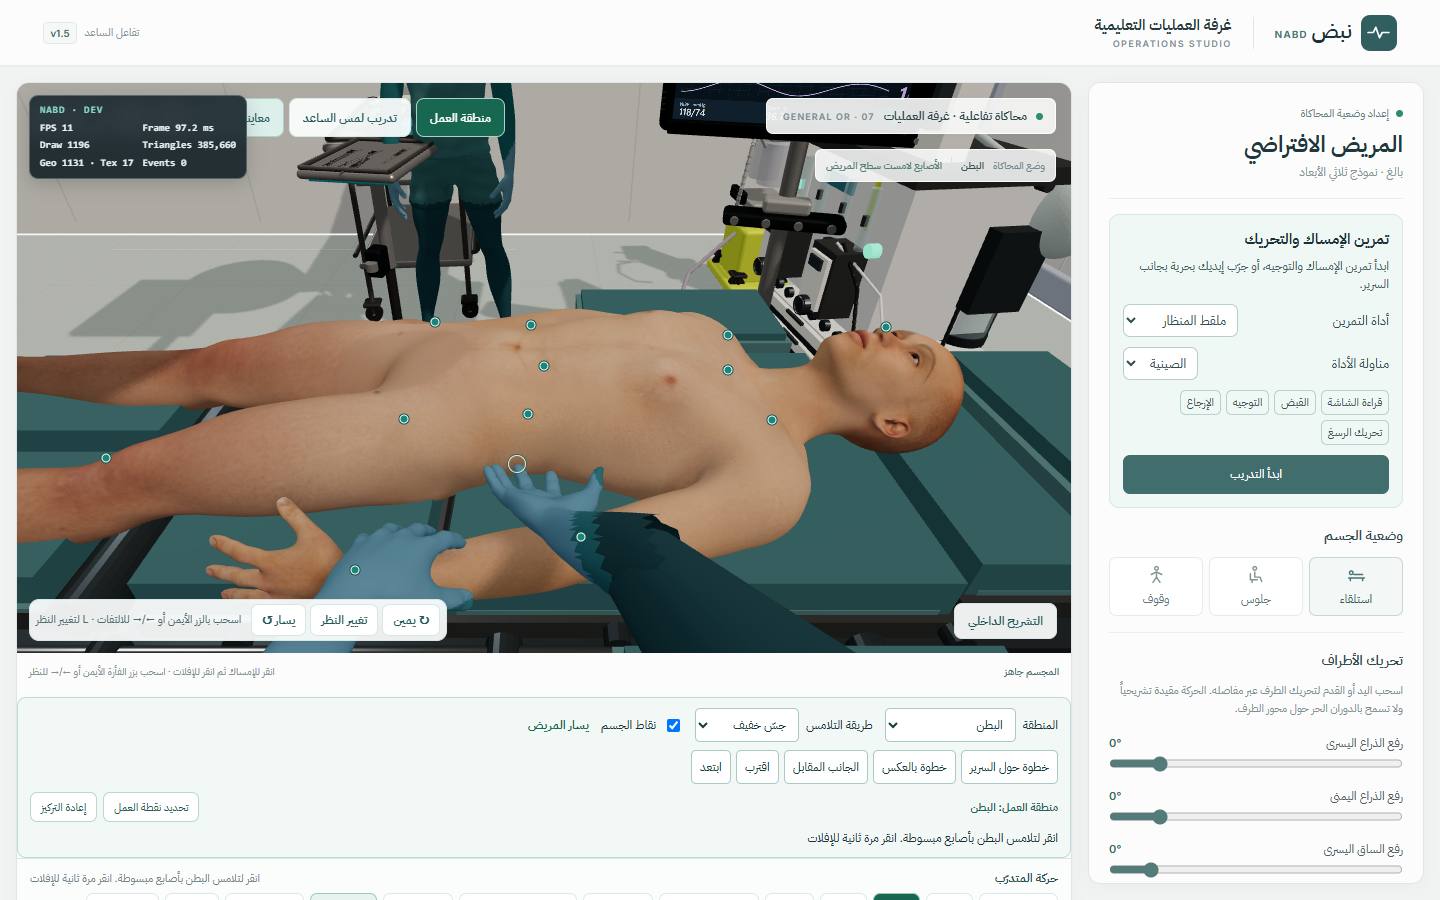 نبض NABD
غرفة العمليات التعليمية
OPERATIONS STUDIO
تفاعل الساعد
v1.5
إعداد وضعية المحاكاة
المريض الافتراضي
بالغ · نموذج ثلاثي الأبعاد
تمرين الإمساك والتحريك
ابدأ تمرين الإمساك والتوجيه، أو جرّب إيديك بحرية بجانب
السرير.
أداة التمرين
ملقط المنظار
مناولة الأداة
الصينية
قراءة الشاشة
القبض
التوجيه
الإرجاع
تحريك الرسغ
ابدأ التدريب
وضعية الجسم
استلقاء
جلوس
وقوف
تحريك الأطراف
اسحب اليد أو القدم لتحريك الطرف عبر مفاصله. الحركة مقيدة تشريحياً
ولا تسمح بالدوران الحر حول محور الطرف.
رفع الذراع اليسرى
0°
رفع الذراع اليمنى
0°
رفع الساق اليسرى
0°
محاكاة تفاعلية · غرفة العمليات GENERAL OR · 07
وضع المحاكاة البطن الأصابع لامست سطح المريض
118/74
منطقة العمل
تدريب لمس الساعد
NABD · DEV
FPS 11 Frame 97.2 ms
Draw 1196 Triangles 385,660
Geo 1131 · Tex 17 Events 0
التشريح الداخلي
↻ يمين
تغيير النظر
يسار ↺
اسحب بالزر الأيمن أو ←/→ للالتفات · L لتغيير النظر
المجسم جاهز
انقر للإمساك ثم انقر للإفلات · اسحب بزر الفأرة الأيمن أو ←/→ للنظر
المنطقة
البطن
طريقة التلامس
جسّ خفيف
نقاط الجسم
يسار المريض
خطوة حول السرير
خطوة بالعكس
الجانب المقابل
اقترب
ابتعد
منطقة العمل: البطن
تحديد نقطة العمل
إعادة التركيز
انقر لتلامس البطن بأصابع مبسوطة. انقر مرة ثانية للإفلات
حركة المتدرّب
انقر لتلامس البطن بأصابع مبسوطة. انقر مرة ثانية للإفلات